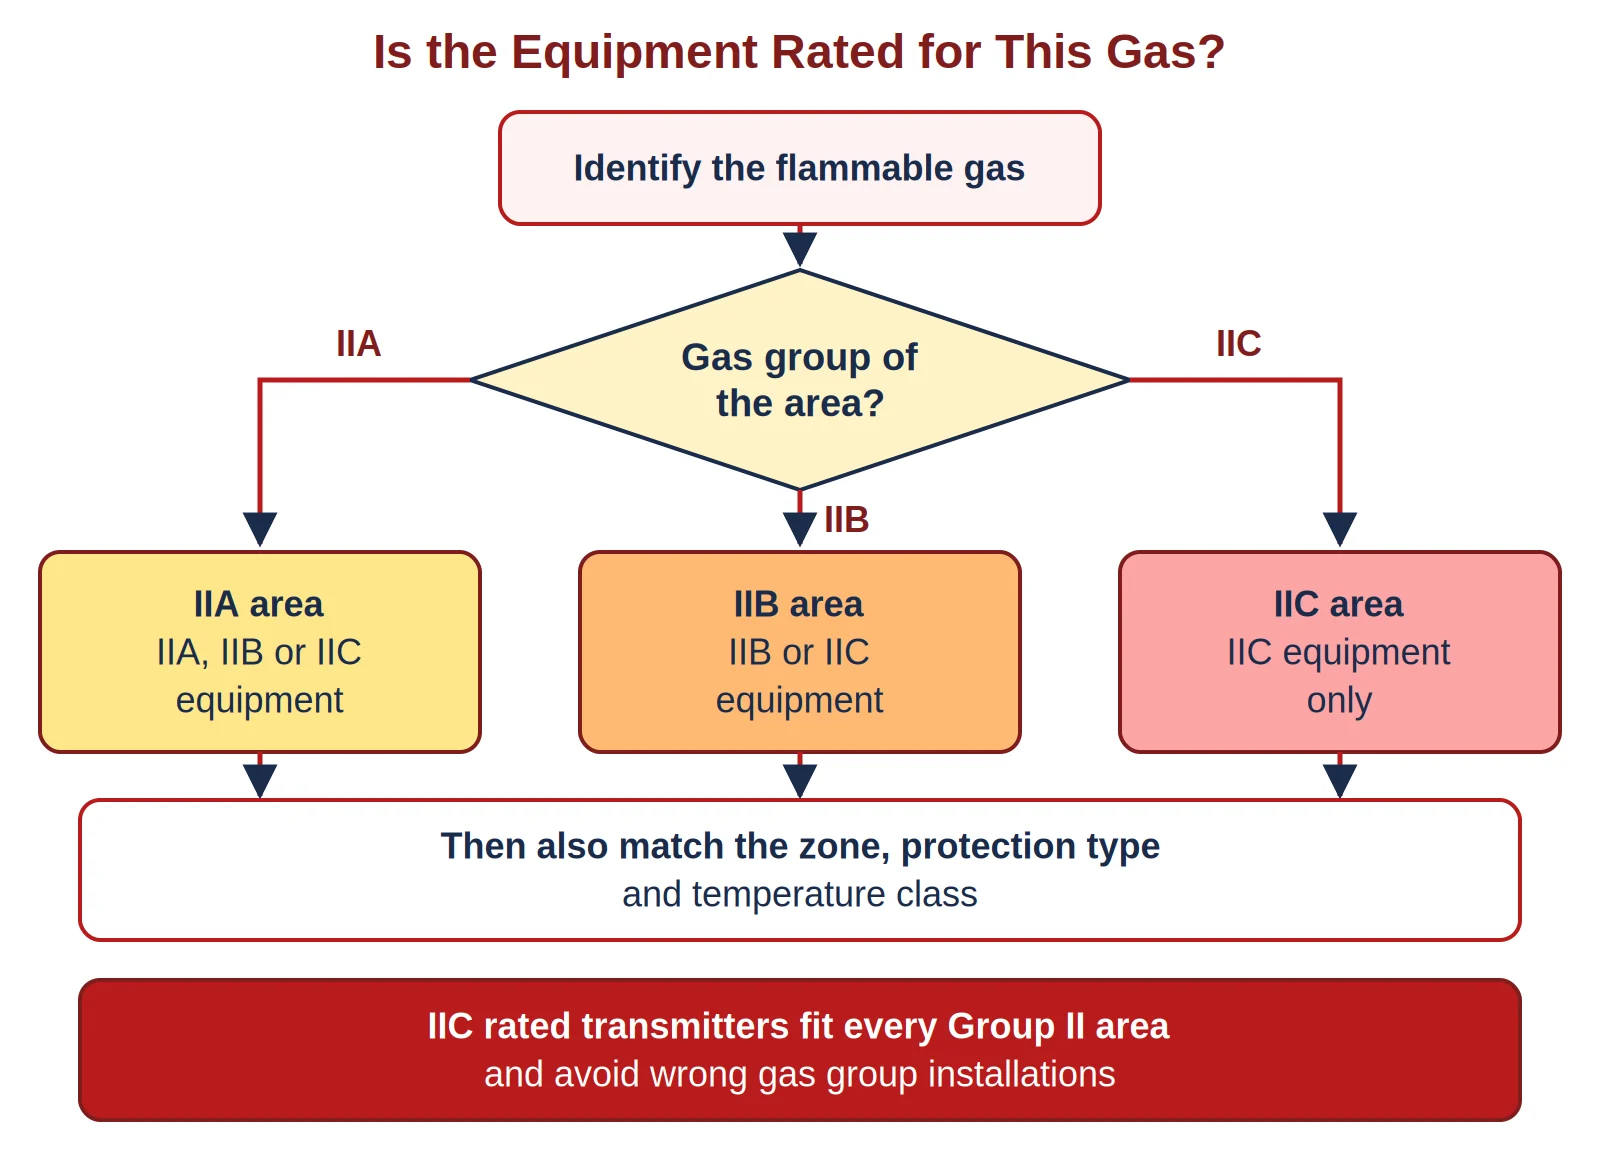 Is the Equipment Rated for This Gas?
Identify the flammable gas
Gas group of
the area?
IIA
IIC
IIB
IIA area
IIA, IIB or IIC
equipment
IIB area
IIB or IIC
equipment
IIC area
IIC equipment
only
Then also match the zone, protection type
and temperature class
IIC rated transmitters fit every Group II area
and avoid wrong gas group installations